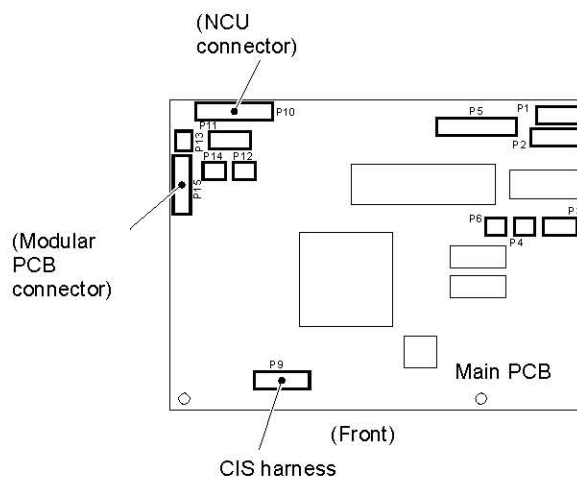 (NCU
connector)
P10
P11
P13
P5
P1
P2
P14
P12
P15
P6
P4
(Modular
PCB
connector)
P9
Main PCB
(Front)
CIS harness